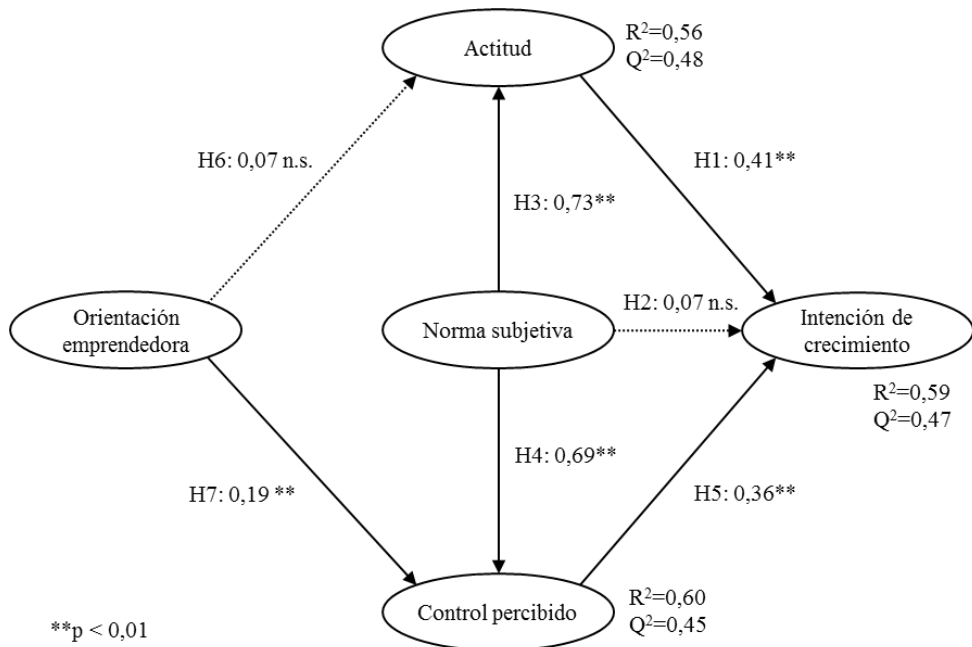 Actitud
R²=0,56
Q²=0,48
H6: 0,07 n.s.
H1: 0,41**
H3: 0,73**
Orientación
emprendedora
Norma subjetiva
H2: 0,07 n.s.
Intención de
crecimiento
R²=0,59
Q²=0,47
H4: 0,69**
H7: 0,19 **
H5: 0,36**
Control percibido
R²=0,60
Q²=0,45
**p < 0,01